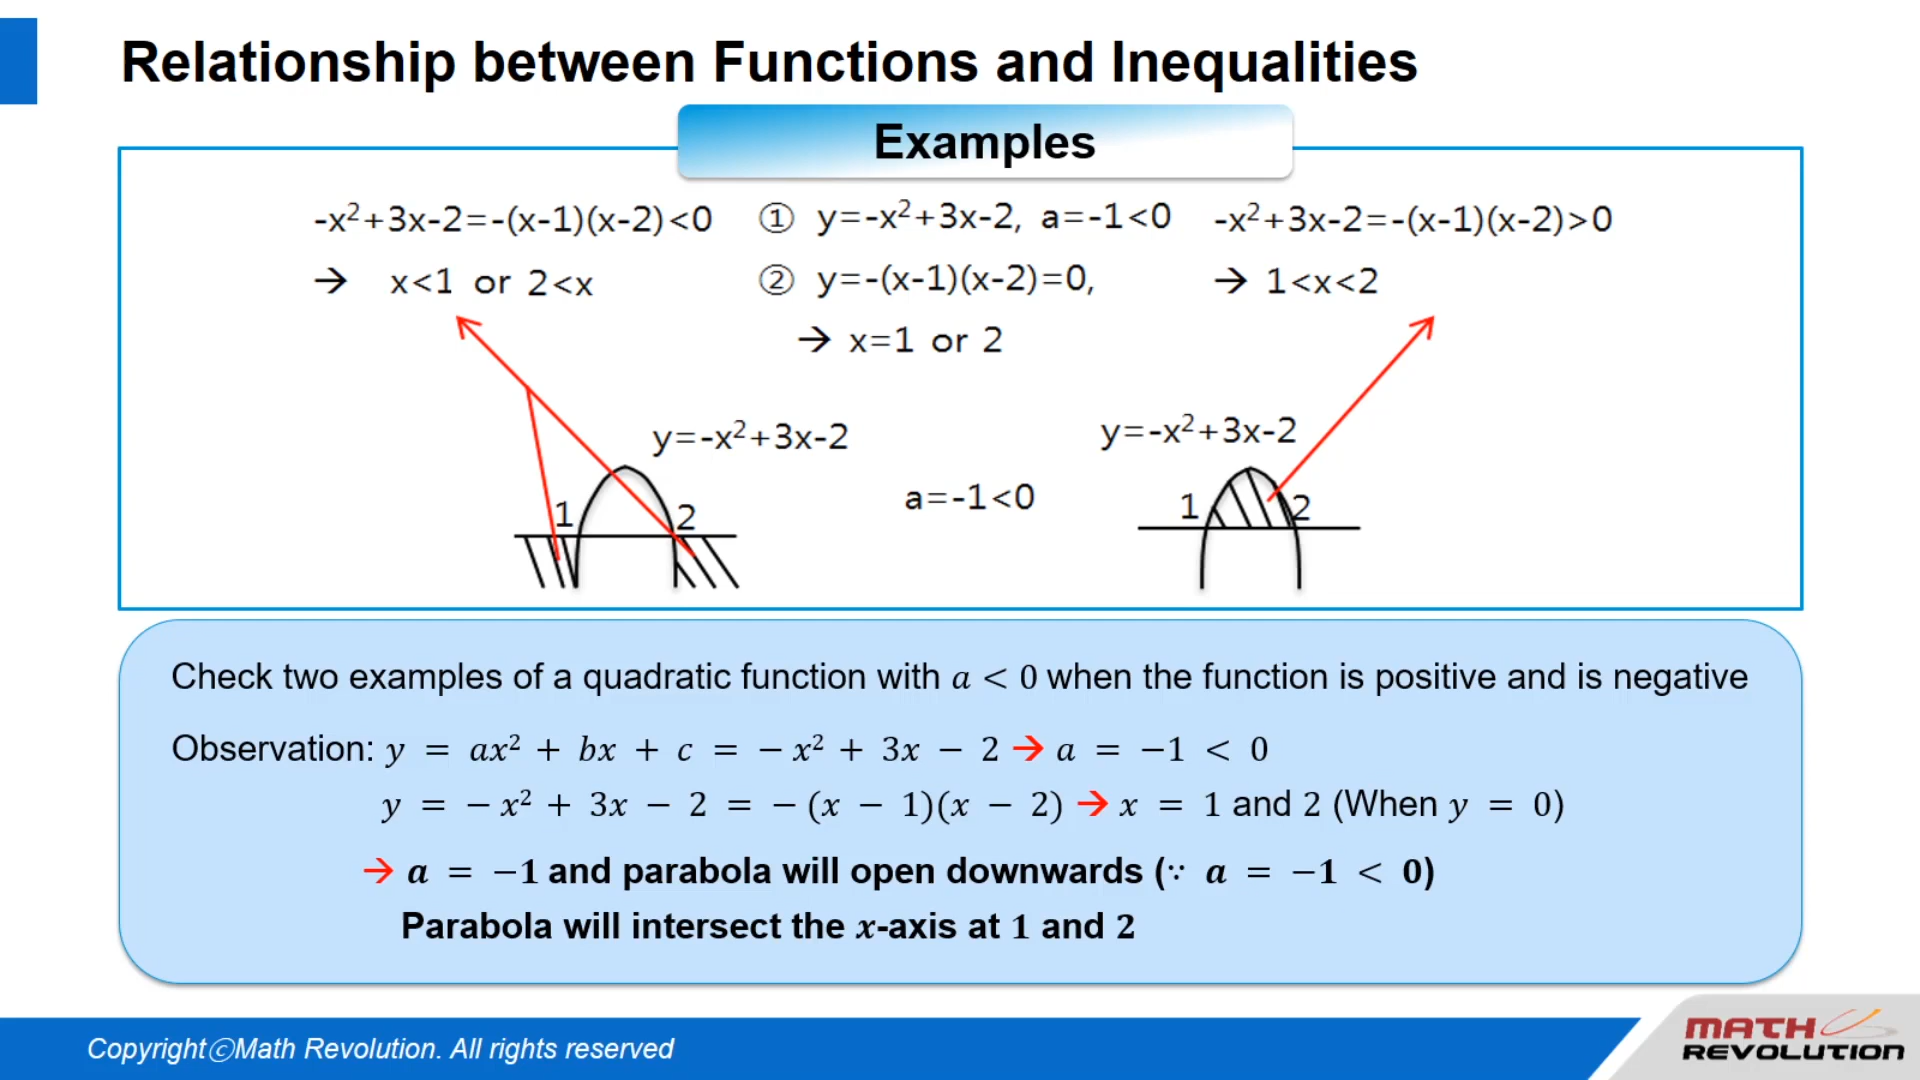 Relationship between Functions and Inequalities
Examples
-x²+3x-2=-(x-1)(x-2)<0
→ x<1 or 2<x
① y=-x²+3x-2, a=-1<0
② y=-(x-1)(x-2)=0,
→ x=1 or 2
-x²+3x-2=-(x-1)(x-2)>0
→ 1<x<2
y=-x²+3x-2
1 2
a=-1<0
y=-x²+3x-2
1 2
Check two examples of a quadratic function with a < 0 when the function is positive and is negative
Observation: y = ax² + bx + c = − x² + 3x − 2 → a = −1 < 0
y = − x² + 3x − 2 = − (x − 1)(x − 2) → x = 1 and 2 (When y = 0)
→ a = −1 and parabola will open downwards (∵ a = −1 < 0)
Parabola will intersect the x-axis at 1 and 2
CopyrightⓒMath Revolution. All rights reserved
MATH
REVOLUTION